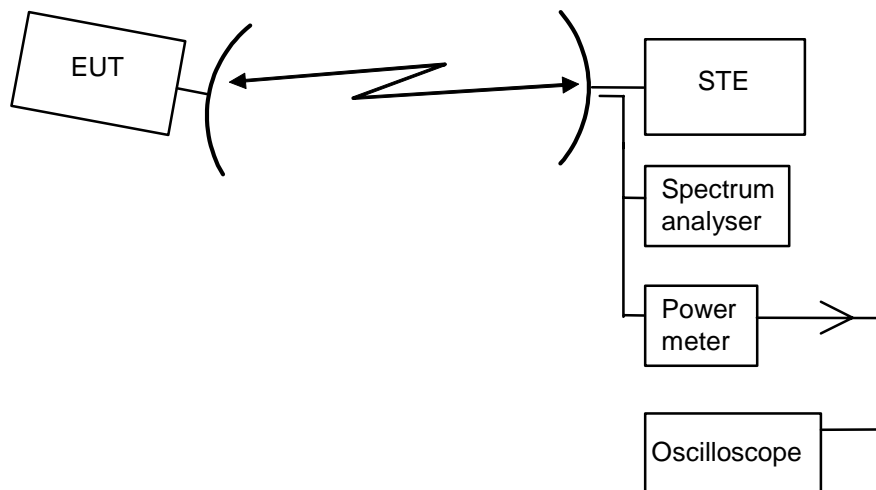 EUT
STE
Spectrum
analyser
Power
meter
Oscilloscope